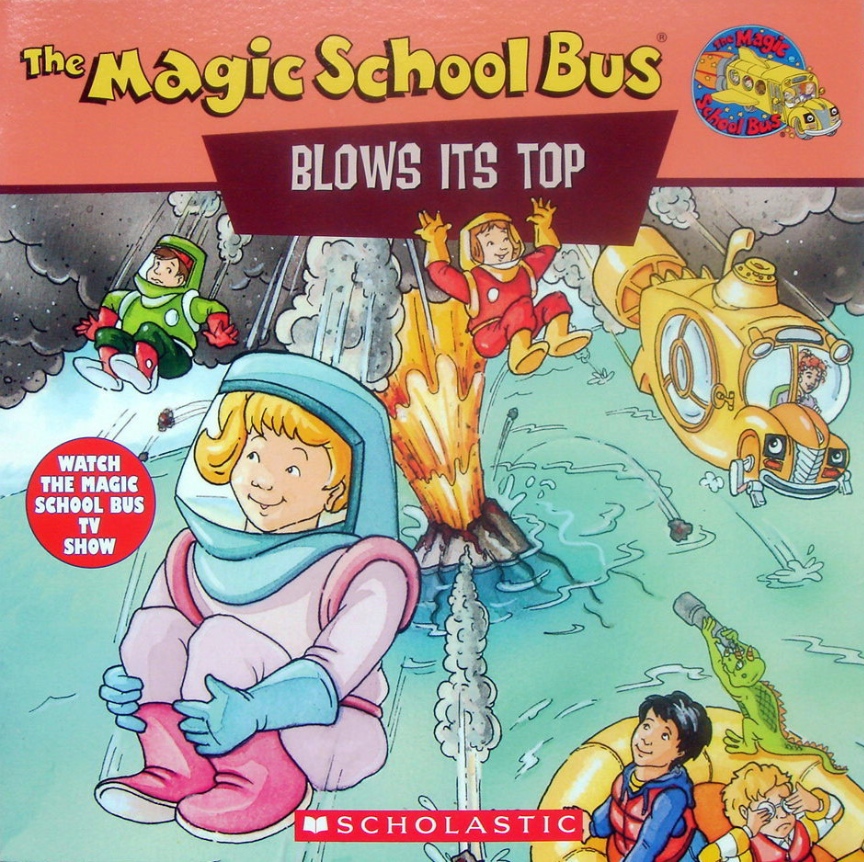 The Magic School Bus®
The Magic
School Bus
BLOWS ITS TOP
WATCH
THE MAGIC
SCHOOL BUS
TV
SHOW
SCHOLASTIC